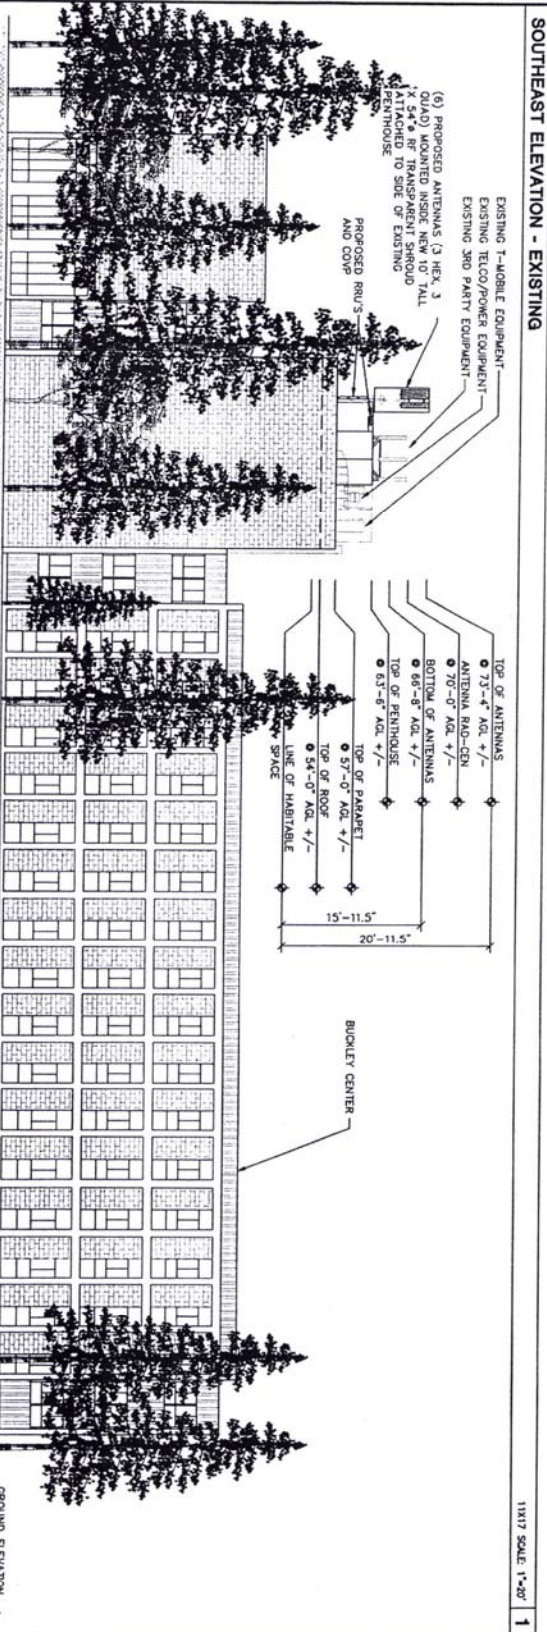 SOUTHEAST ELEVATION - EXISTING
11X17 SCALE: 1"=20'
1
EXISTING T-MOBILE EQUIPMENT
EXISTING TELCO/POWER EQUIPMENT
EXISTING 3RD PARTY EQUIPMENT
(6) PROPOSED ANTENNAS (3 HEX, 3
QUAD) MOUNTED INSIDE NEW 10' TALL
X 54"ø RF TRANSPARENT SHROUD
ATTACHED TO SIDE OF EXISTING
PENTHOUSE
PROPOSED RRU'S
AND COVP
TOP OF ANTENNAS
@ 73'-4" AGL +/-
ANTENNA RAD-CEN
@ 70'-0" AGL +/-
BOTTOM OF ANTENNAS
@ 66'-8" AGL +/-
TOP OF PENTHOUSE
@ 63'-6" AGL +/-
TOP OF PARAPET
@ 57'-0" AGL +/-
TOP OF ROOF
@ 54'-0" AGL +/-
LINE OF HABITABLE
SPACE
15'-11.5"
20'-11.5"
BUCKLEY CENTER
GROUND ELEVATION